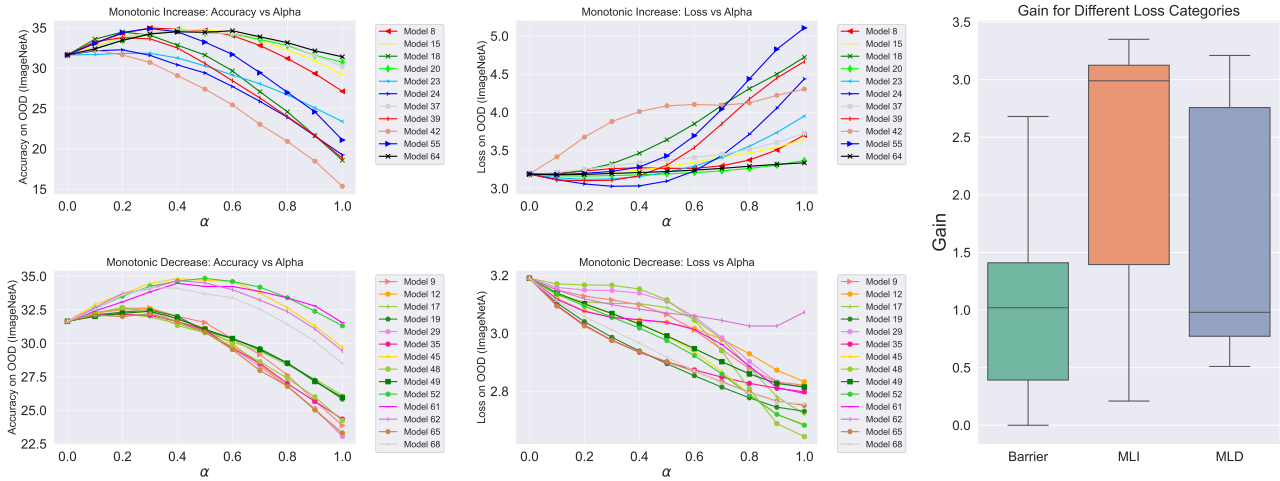 Monotonic Increase: Accuracy vs Alpha
Accuracy on OOD (ImageNetA)
35
30
25
20
15
0.0
0.2
0.4
0.6
0.8
1.0
α
Model 8
Model 15
Model 18
Model 20
Model 23
Model 24
Model 37
Model 39
Model 42
Model 55
Model 64
Monotonic Increase: Loss vs Alpha
Loss on OOD (ImageNetA)
5.0
4.5
4.0
3.5
3.0
0.0
0.2
0.4
0.6
0.8
1.0
α
Model 8
Model 15
Model 18
Model 20
Model 23
Model 24
Model 37
Model 39
Model 42
Model 55
Model 64
Monotonic Decrease: Accuracy vs Alpha
Accuracy on OOD (ImageNetA)
35.0
32.5
30.0
27.5
25.0
22.5
0.0
0.2
0.4
0.6
0.8
1.0
α
Model 9
Model 12
Model 17
Model 19
Model 29
Model 35
Model 45
Model 48
Model 49
Model 52
Model 61
Model 62
Model 65
Model 68
Monotonic Decrease: Loss vs Alpha
Loss on OOD (ImageNetA)
3.2
3.0
2.8
0.0
0.2
0.4
0.6
0.8
1.0
α
Model 9
Model 12
Model 17
Model 19
Model 29
Model 35
Model 45
Model 48
Model 49
Model 52
Model 61
Model 62
Model 65
Model 68
Gain for Different Loss Categories
Gain
3.5
3.0
2.5
2.0
1.5
1.0
0.5
0.0
Barrier
MLI
MLD